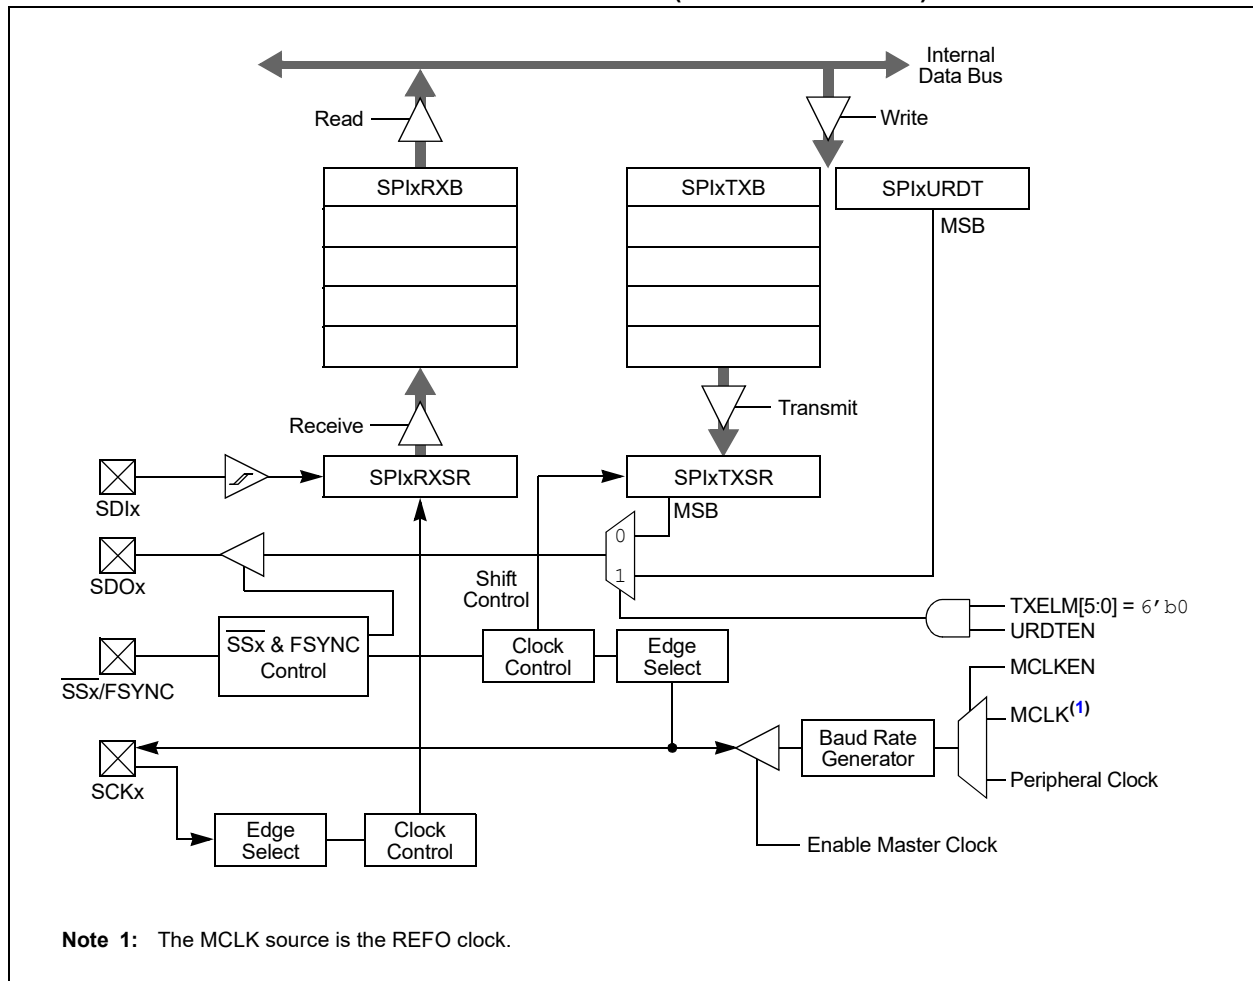 Internal
Data Bus
Read
Write
SPIxRXB
SPIxTXB
SPIxURDT
MSB
Receive
Transmit
SPIxRXSR
SPIxTXSR
SDIx
MSB
0
SDOx
1
Shift
Control
TXELM[5:0] = 6’b0
URDTEN
SSx & FSYNC
Control
Clock
Control
Edge
Select
SSx/FSYNC
MCLKEN
MCLK(1)
Baud Rate
Generator
Peripheral Clock
SCKx
Edge
Select
Clock
Control
Enable Master Clock
Note 1: The MCLK source is the REFO clock.